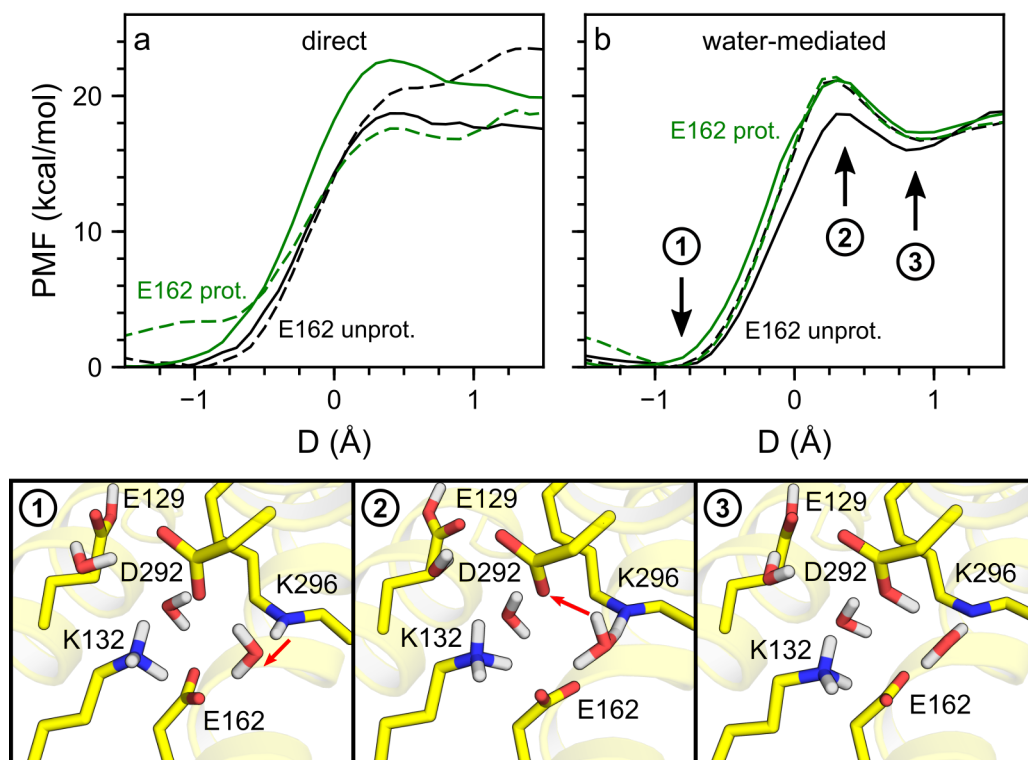 a direct
b water-mediated
PMF (kcal/mol)
20
10
0
E162 prot.
E162 unprot.
E162 prot.
E162 unprot.
1
2
3
−1 0 1
−1 0 1
D (Å)
D (Å)
1
E129
D292
K296
K132
E162
2
E129
D292
K296
K132
E162
3
E129
D292
K296
K132
E162